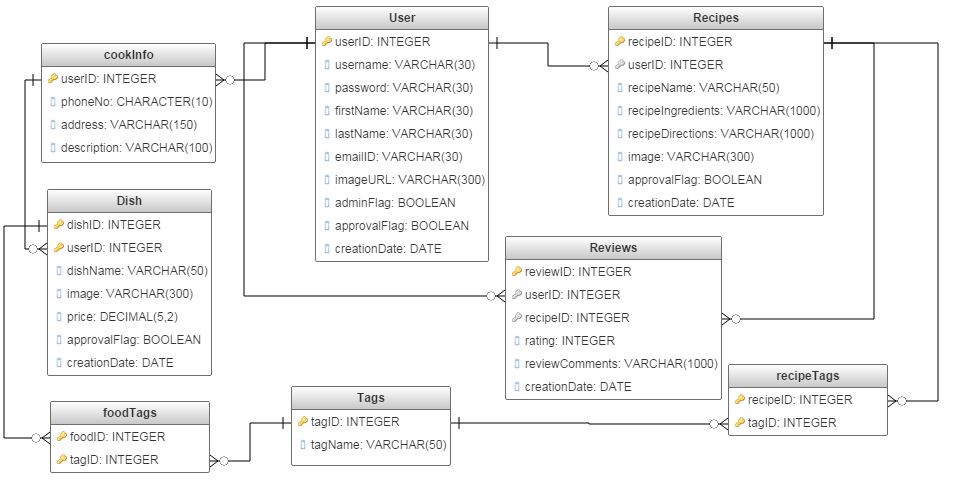 User
userID: INTEGER
username: VARCHAR(30)
password: VARCHAR(30)
firstName: VARCHAR(30)
lastName: VARCHAR(30)
emailID: VARCHAR(30)
imageURL: VARCHAR(300)
adminFlag: BOOLEAN
approvalFlag: BOOLEAN
creationDate: DATE
Recipes
recipeID: INTEGER
userID: INTEGER
recipeName: VARCHAR(50)
recipeIngredients: VARCHAR(1000)
recipeDirections: VARCHAR(1000)
image: VARCHAR(300)
approvalFlag: BOOLEAN
creationDate: DATE
cookInfo
userID: INTEGER
phoneNo: CHARACTER(10)
address: VARCHAR(150)
description: VARCHAR(100)
Dish
dishID: INTEGER
userID: INTEGER
dishName: VARCHAR(50)
image: VARCHAR(300)
price: DECIMAL(5,2)
approvalFlag: BOOLEAN
creationDate: DATE
Reviews
reviewID: INTEGER
userID: INTEGER
recipeID: INTEGER
rating: INTEGER
reviewComments: VARCHAR(1000)
creationDate: DATE
recipeTags
recipeID: INTEGER
tagID: INTEGER
Tags
tagID: INTEGER
tagName: VARCHAR(50)
foodTags
foodID: INTEGER
tagID: INTEGER